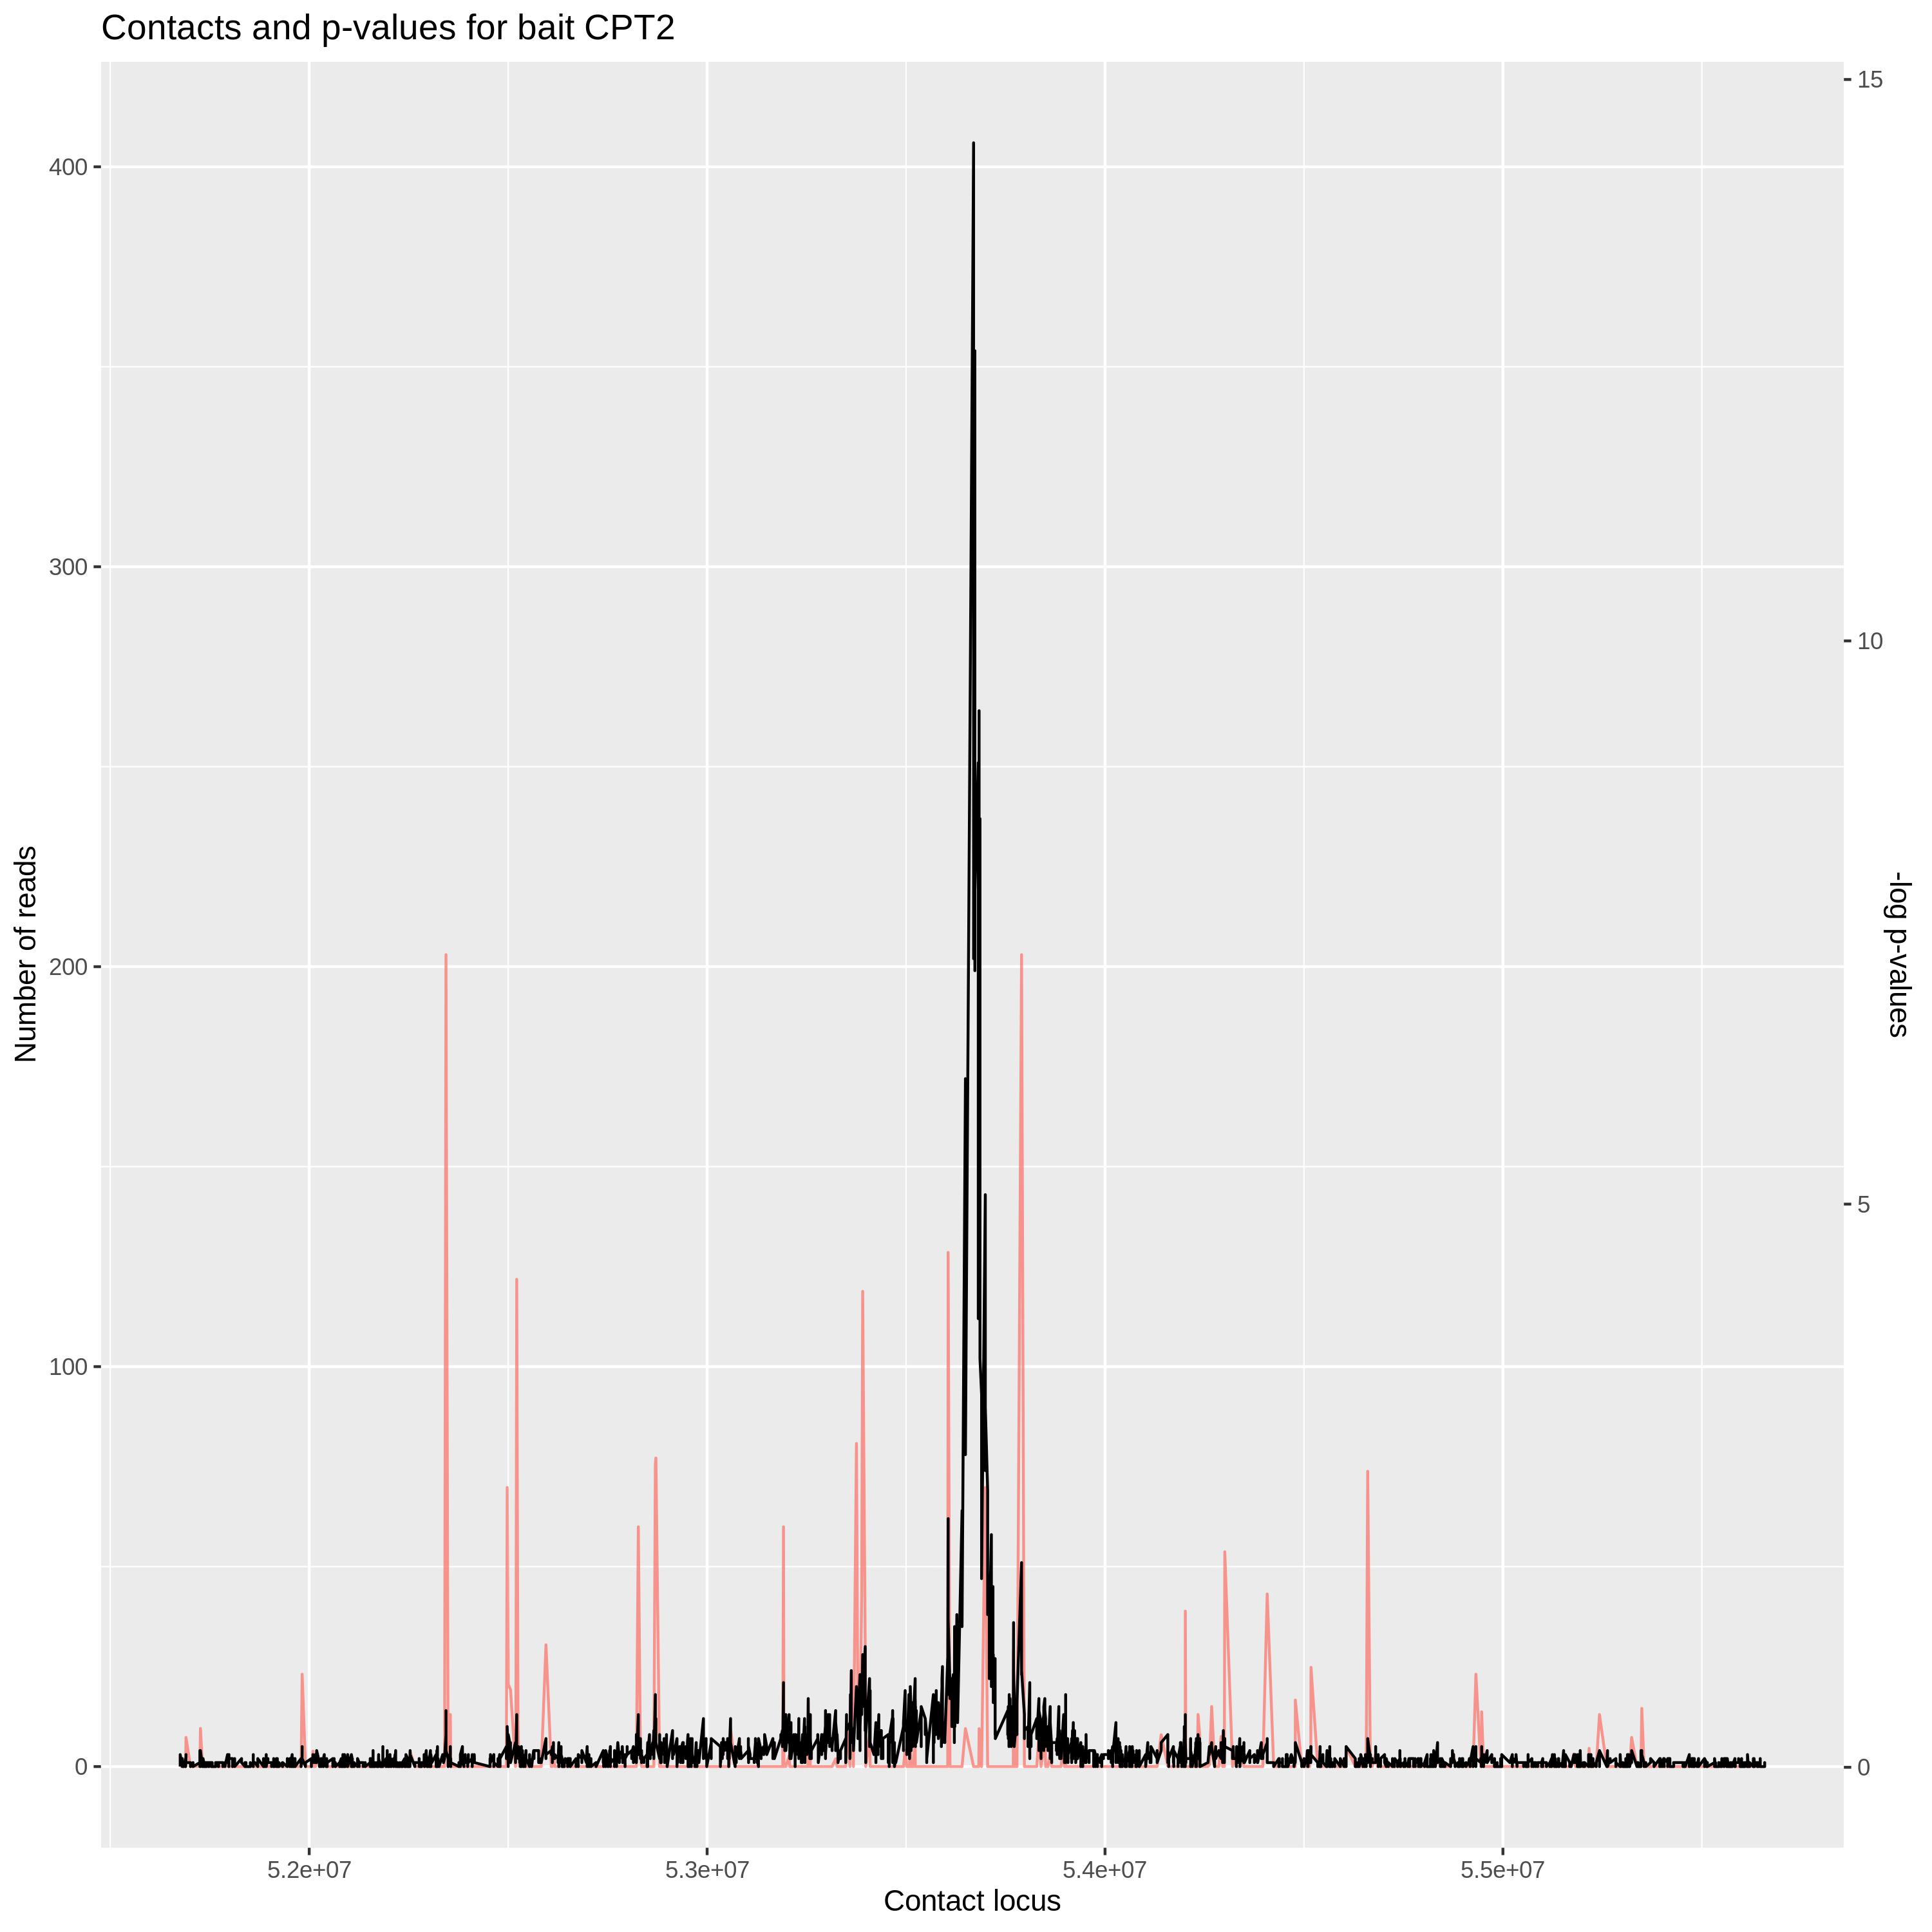 Contacts and p-values for bait CPT2
400
300
200
100
0
Number of reads
15
10
5
0
-log p-values
5.2e+07
5.3e+07
5.4e+07
5.5e+07
Contact locus